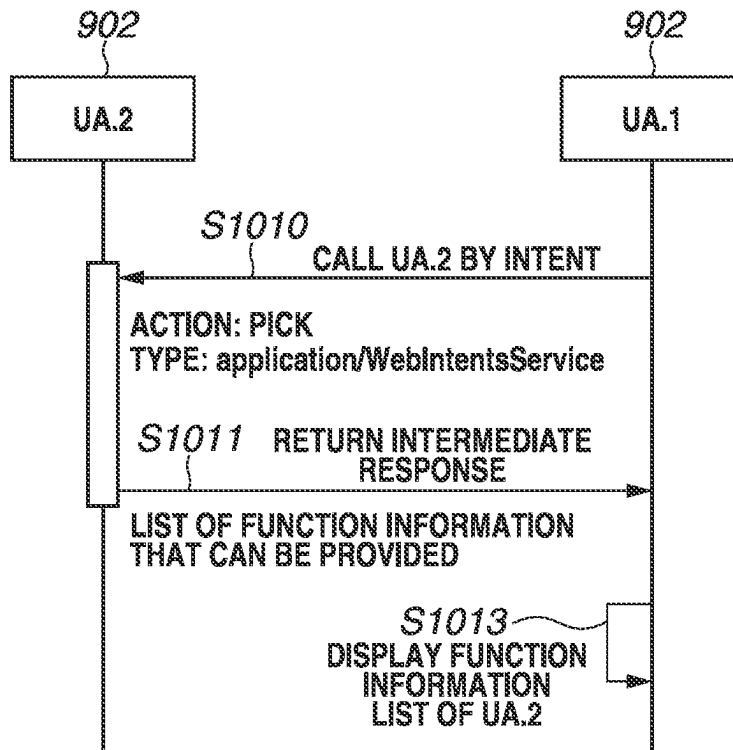 902
902
UA.2
UA.1
S1010
CALL UA.2 BY INTENT
ACTION: PICK
TYPE: application/WebIntentsService
S1011
RETURN INTERMEDIATE
RESPONSE
LIST OF FUNCTION INFORMATION
THAT CAN BE PROVIDED
S1013
DISPLAY FUNCTION
INFORMATION
LIST OF UA.2